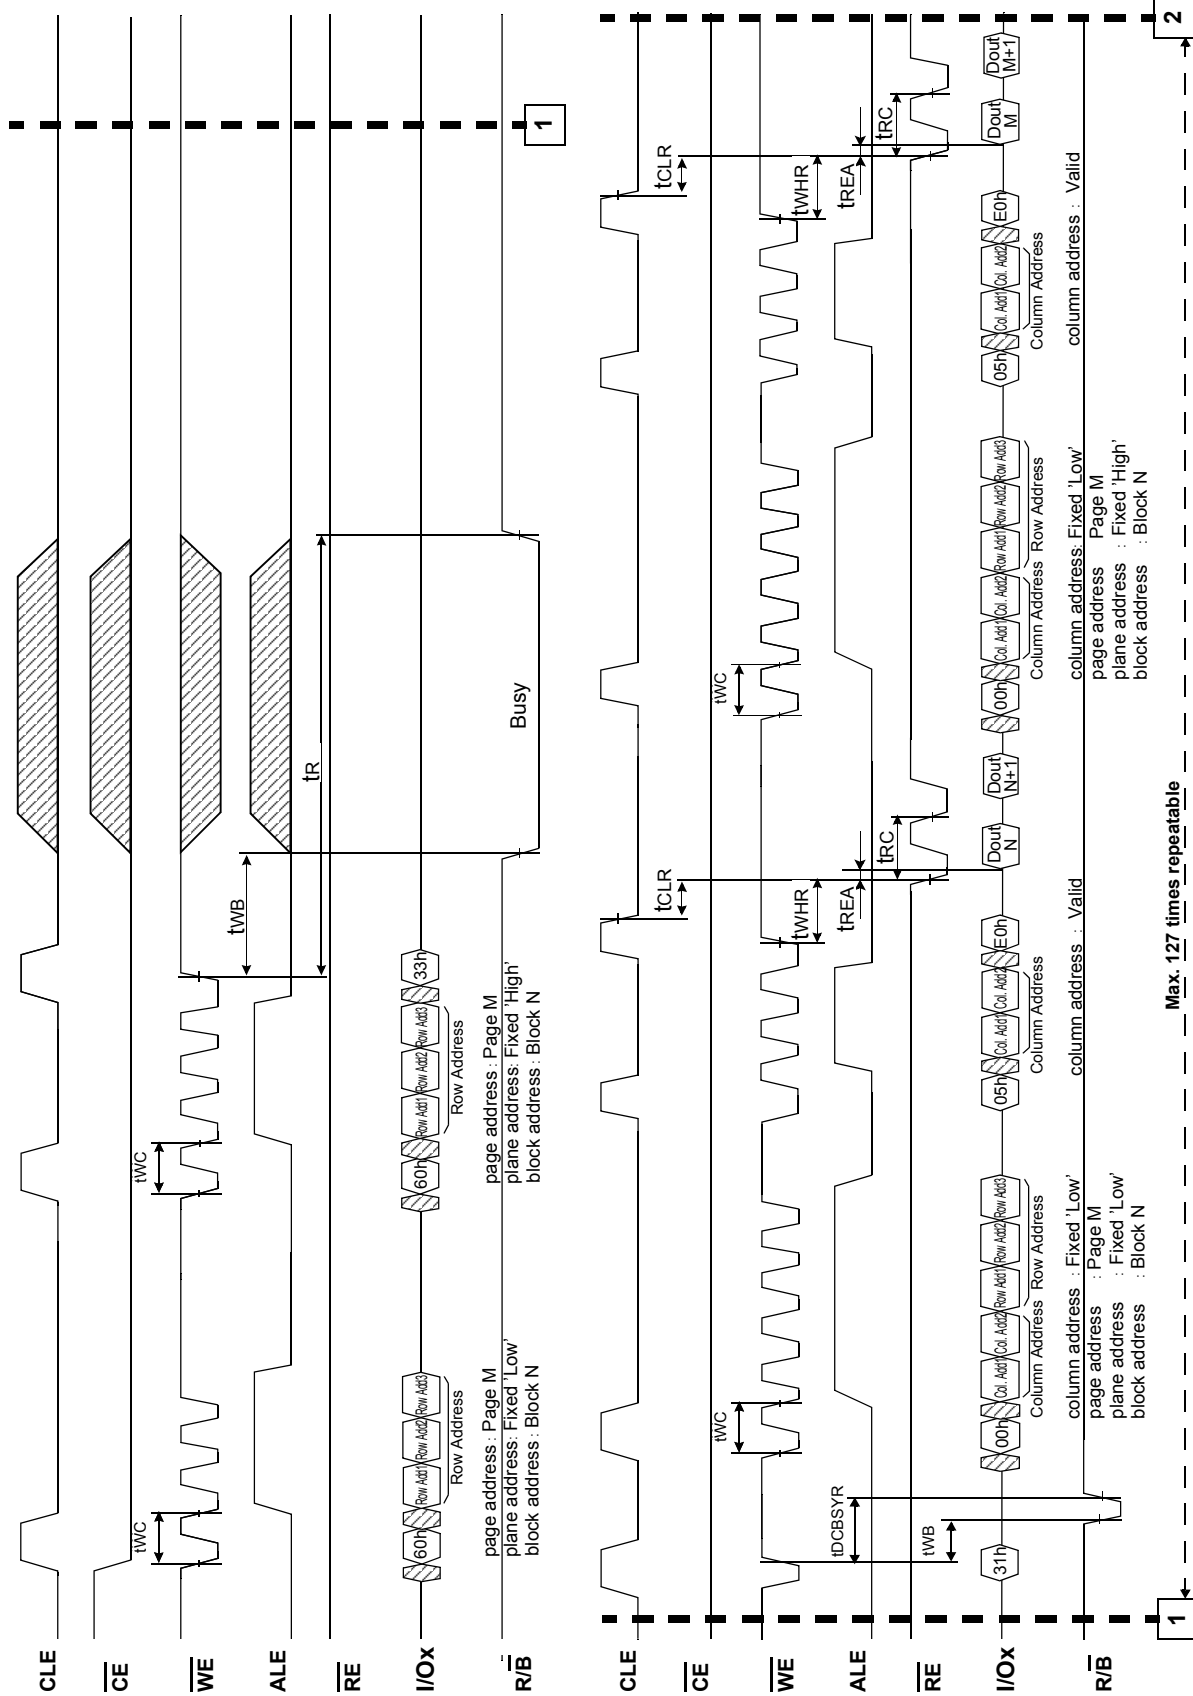 CLE
CE
WE
ALE
RE
I/Ox
R/B
tWC
tWC
tWB
tR
Busy
60h Row Add1 Row Add2 Row Add3
Row Address
page address : Page M
plane address: Fixed 'Low'
block address : Block N
60h Row Add1 Row Add2 Row Add3 33h
Row Address
page address : Page M
plane address: Fixed 'High'
block address : Block N
1
CLE
CE
WE
ALE
RE
I/Ox
R/B
tDCBSYR
tWB
tWC
tCLR
tWHR
tREA
tRC
tWC
tCLR
tWHR
tREA
tRC
31h
00h Col. Add1 Col. Add2 Row Add1 Row Add2 Row Add3
Column Address Row Address
column address : Fixed 'Low'
page address : Page M
plane address : Fixed 'Low'
block address : Block N
05h Col. Add1 Col. Add2 E0h
Column Address
column address : Valid
Dout N
Dout N+1
00h Col. Add1 Col. Add2 Row Add1 Row Add2 Row Add3
Column Address Row Address
column address: Fixed 'Low'
page address Page M
plane address : Fixed 'High'
block address : Block N
05h Col. Add1 Col. Add2 E0h
Column Address
column address : Valid
Dout M
Dout M+1
1
Max. 127 times repeatable
2